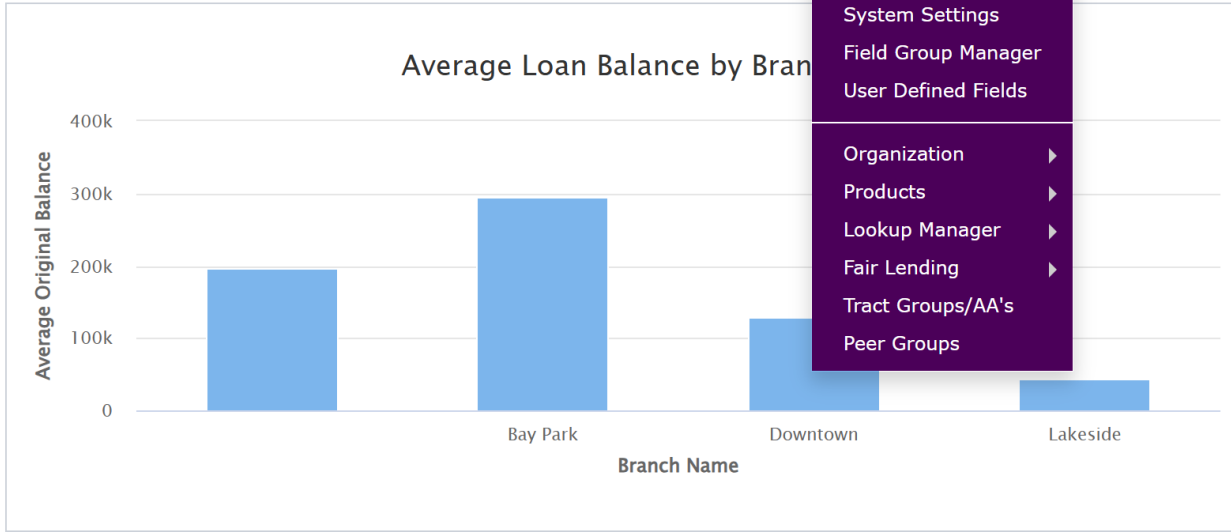 System Settings
Field Group Manager
User Defined Fields
Organization
Products
Lookup Manager
Fair Lending
Tract Groups/AA's
Peer Groups
Average Loan Balance by
400k
300k
200k
100k
0
Average Original Balance
Bay Park
Downtown
Lakeside
Branch Name